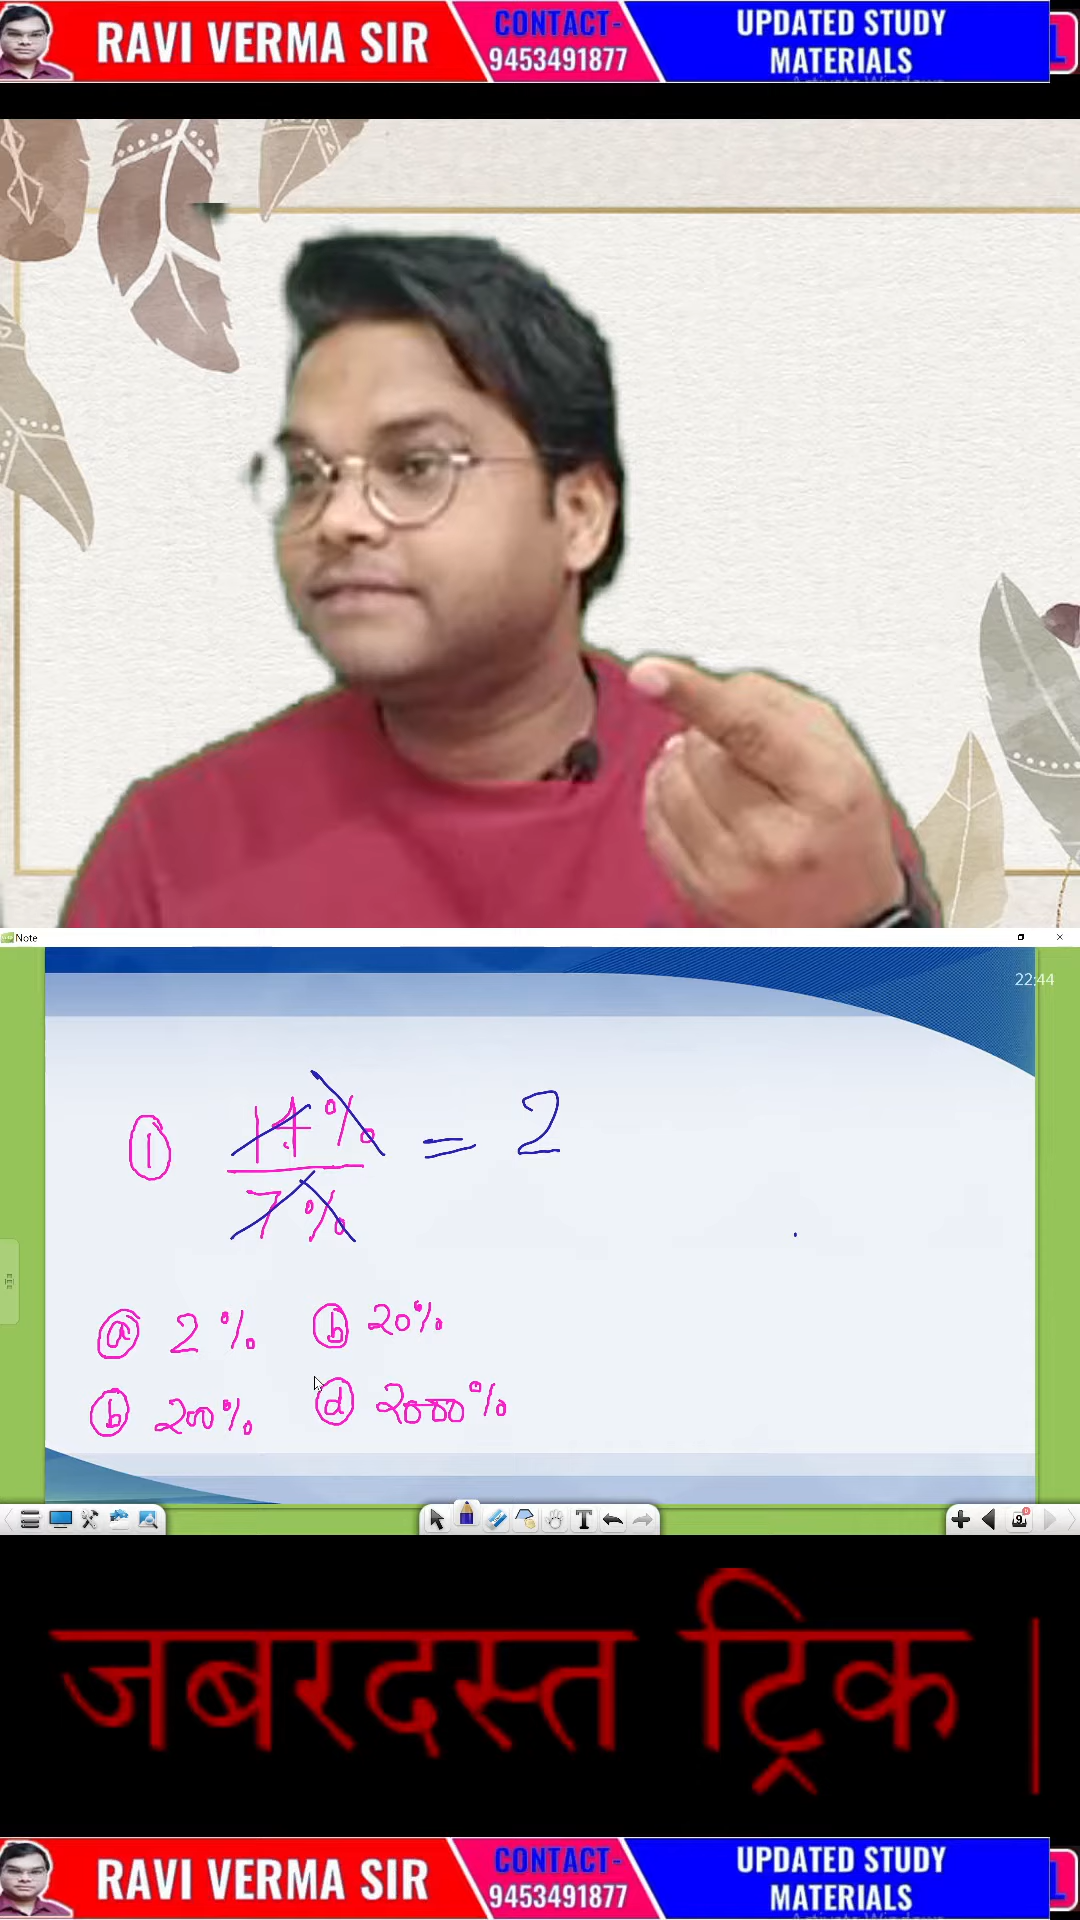 RAVI VERMA SIR
CONTACT-
9453491877
UPDATED STUDY
MATERIALS
Note
22:44
① 14% / 7% = 2
ⓐ 2% ⓑ 20%
ⓑ 200% ⓓ 2000%
जबरदस्त ट्रिक |
RAVI VERMA SIR
CONTACT-
9453491877
UPDATED STUDY
MATERIALS